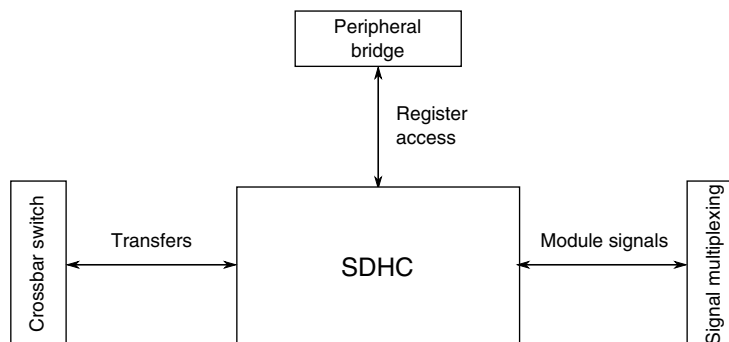 Peripheral
bridge
Register
access
Crossbar switch
Transfers
SDHC
Module signals
Signal multiplexing